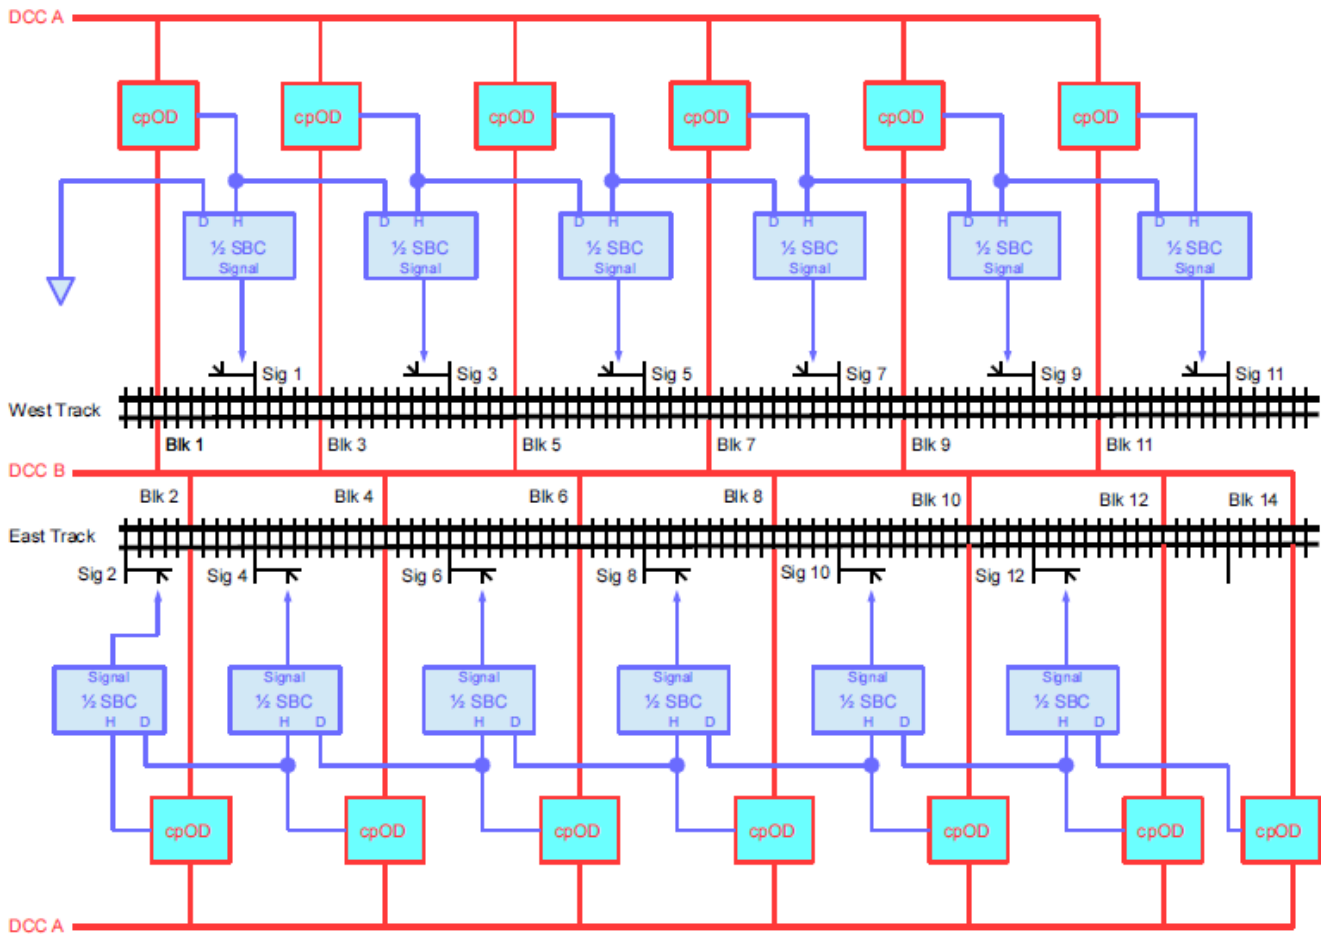 DCC A
cpOD cpOD cpOD cpOD cpOD cpOD
D H D H D H D H D H D H
½ SBC ½ SBC ½ SBC ½ SBC ½ SBC ½ SBC
Signal Signal Signal Signal Signal Signal
Sig 1 Sig 3 Sig 5 Sig 7 Sig 9 Sig 11
West Track
Blk 1 Blk 3 Blk 5 Blk 7 Blk 9 Blk 11
DCC B
Blk 2 Blk 4 Blk 6 Blk 8 Blk 10 Blk 12 Blk 14
East Track
Sig 2 Sig 4 Sig 6 Sig 8 Sig 10 Sig 12
Signal Signal Signal Signal Signal Signal
½ SBC ½ SBC ½ SBC ½ SBC ½ SBC ½ SBC
H D H D H D H D H D H D
cpOD cpOD cpOD cpOD cpOD cpOD cpOD
DCC A